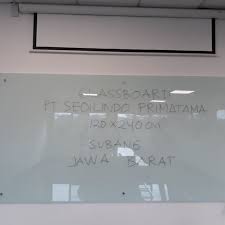 GLASSBOARD
PT SEOILINDO PRIMATAMA
120 X 240 cm
SUBANG
JAWA BARAT